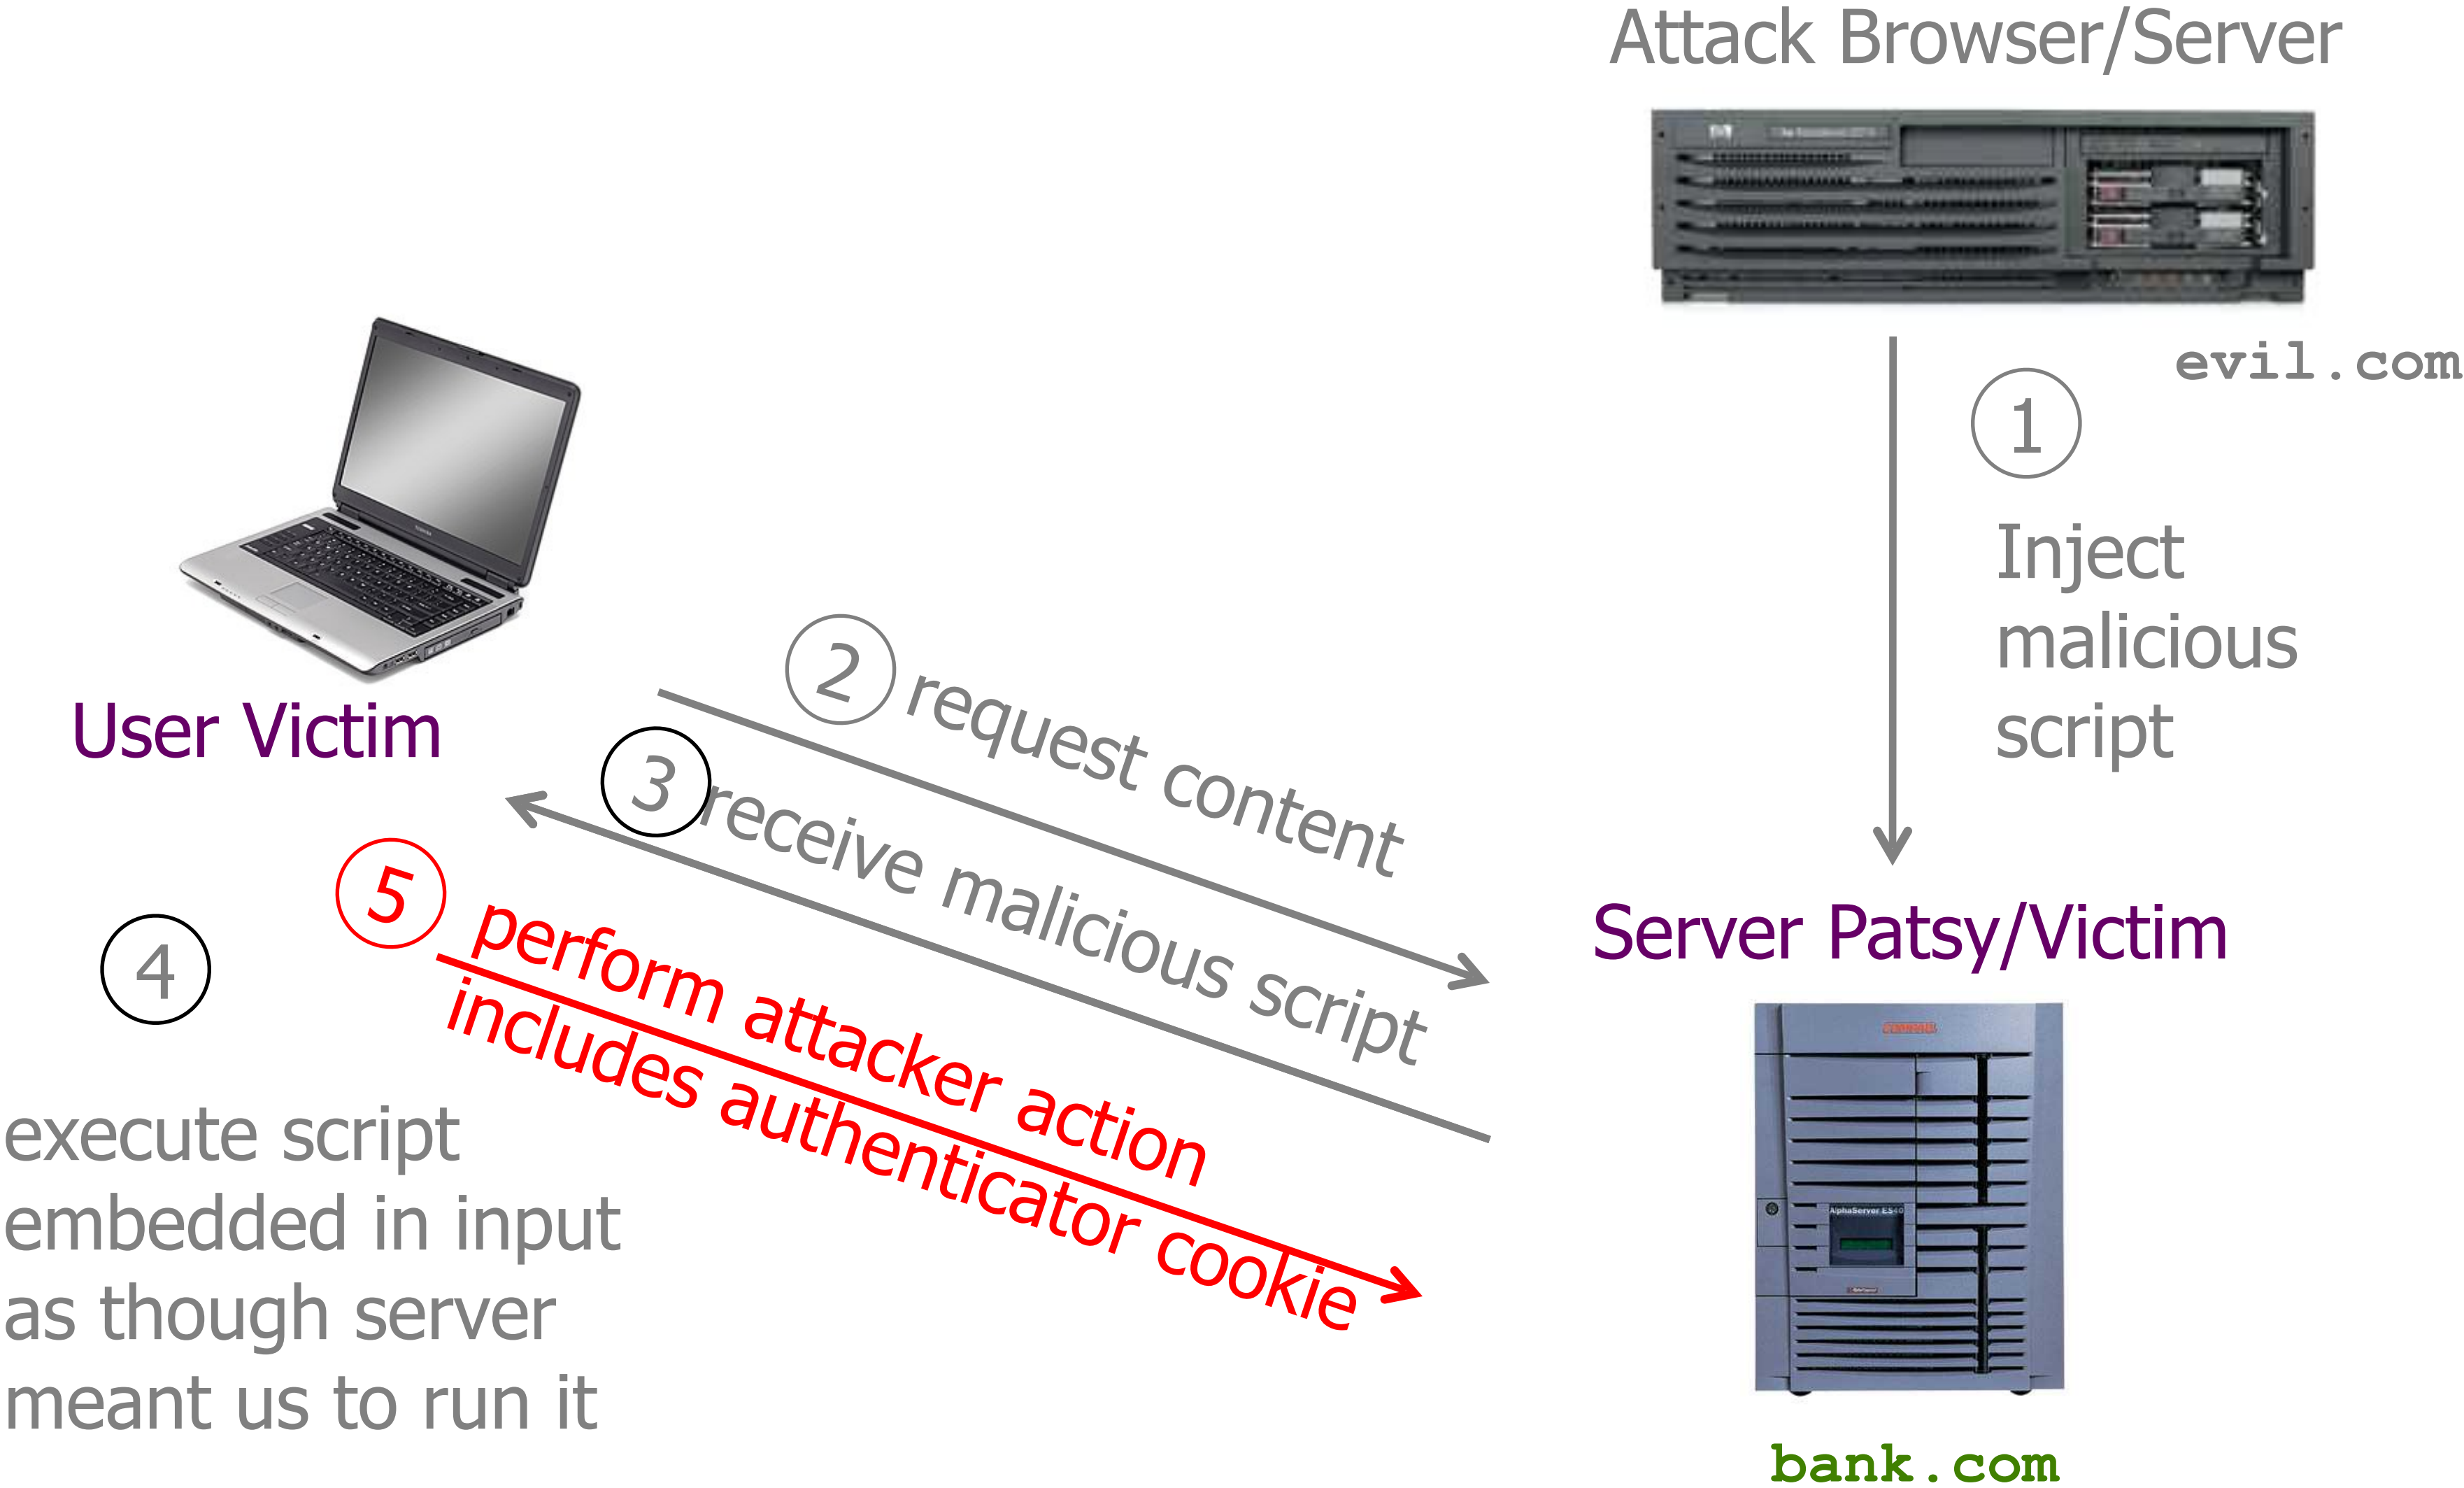 Attack Browser/Server
evil.com
1
Inject
malicious
script
2 request content
User Victim
3 receive malicious script
5 perform attacker action
includes authenticator cookie
4
execute script
embedded in input
as though server
meant us to run it
Server Patsy/Victim
AlphaServer ES40
bank.com